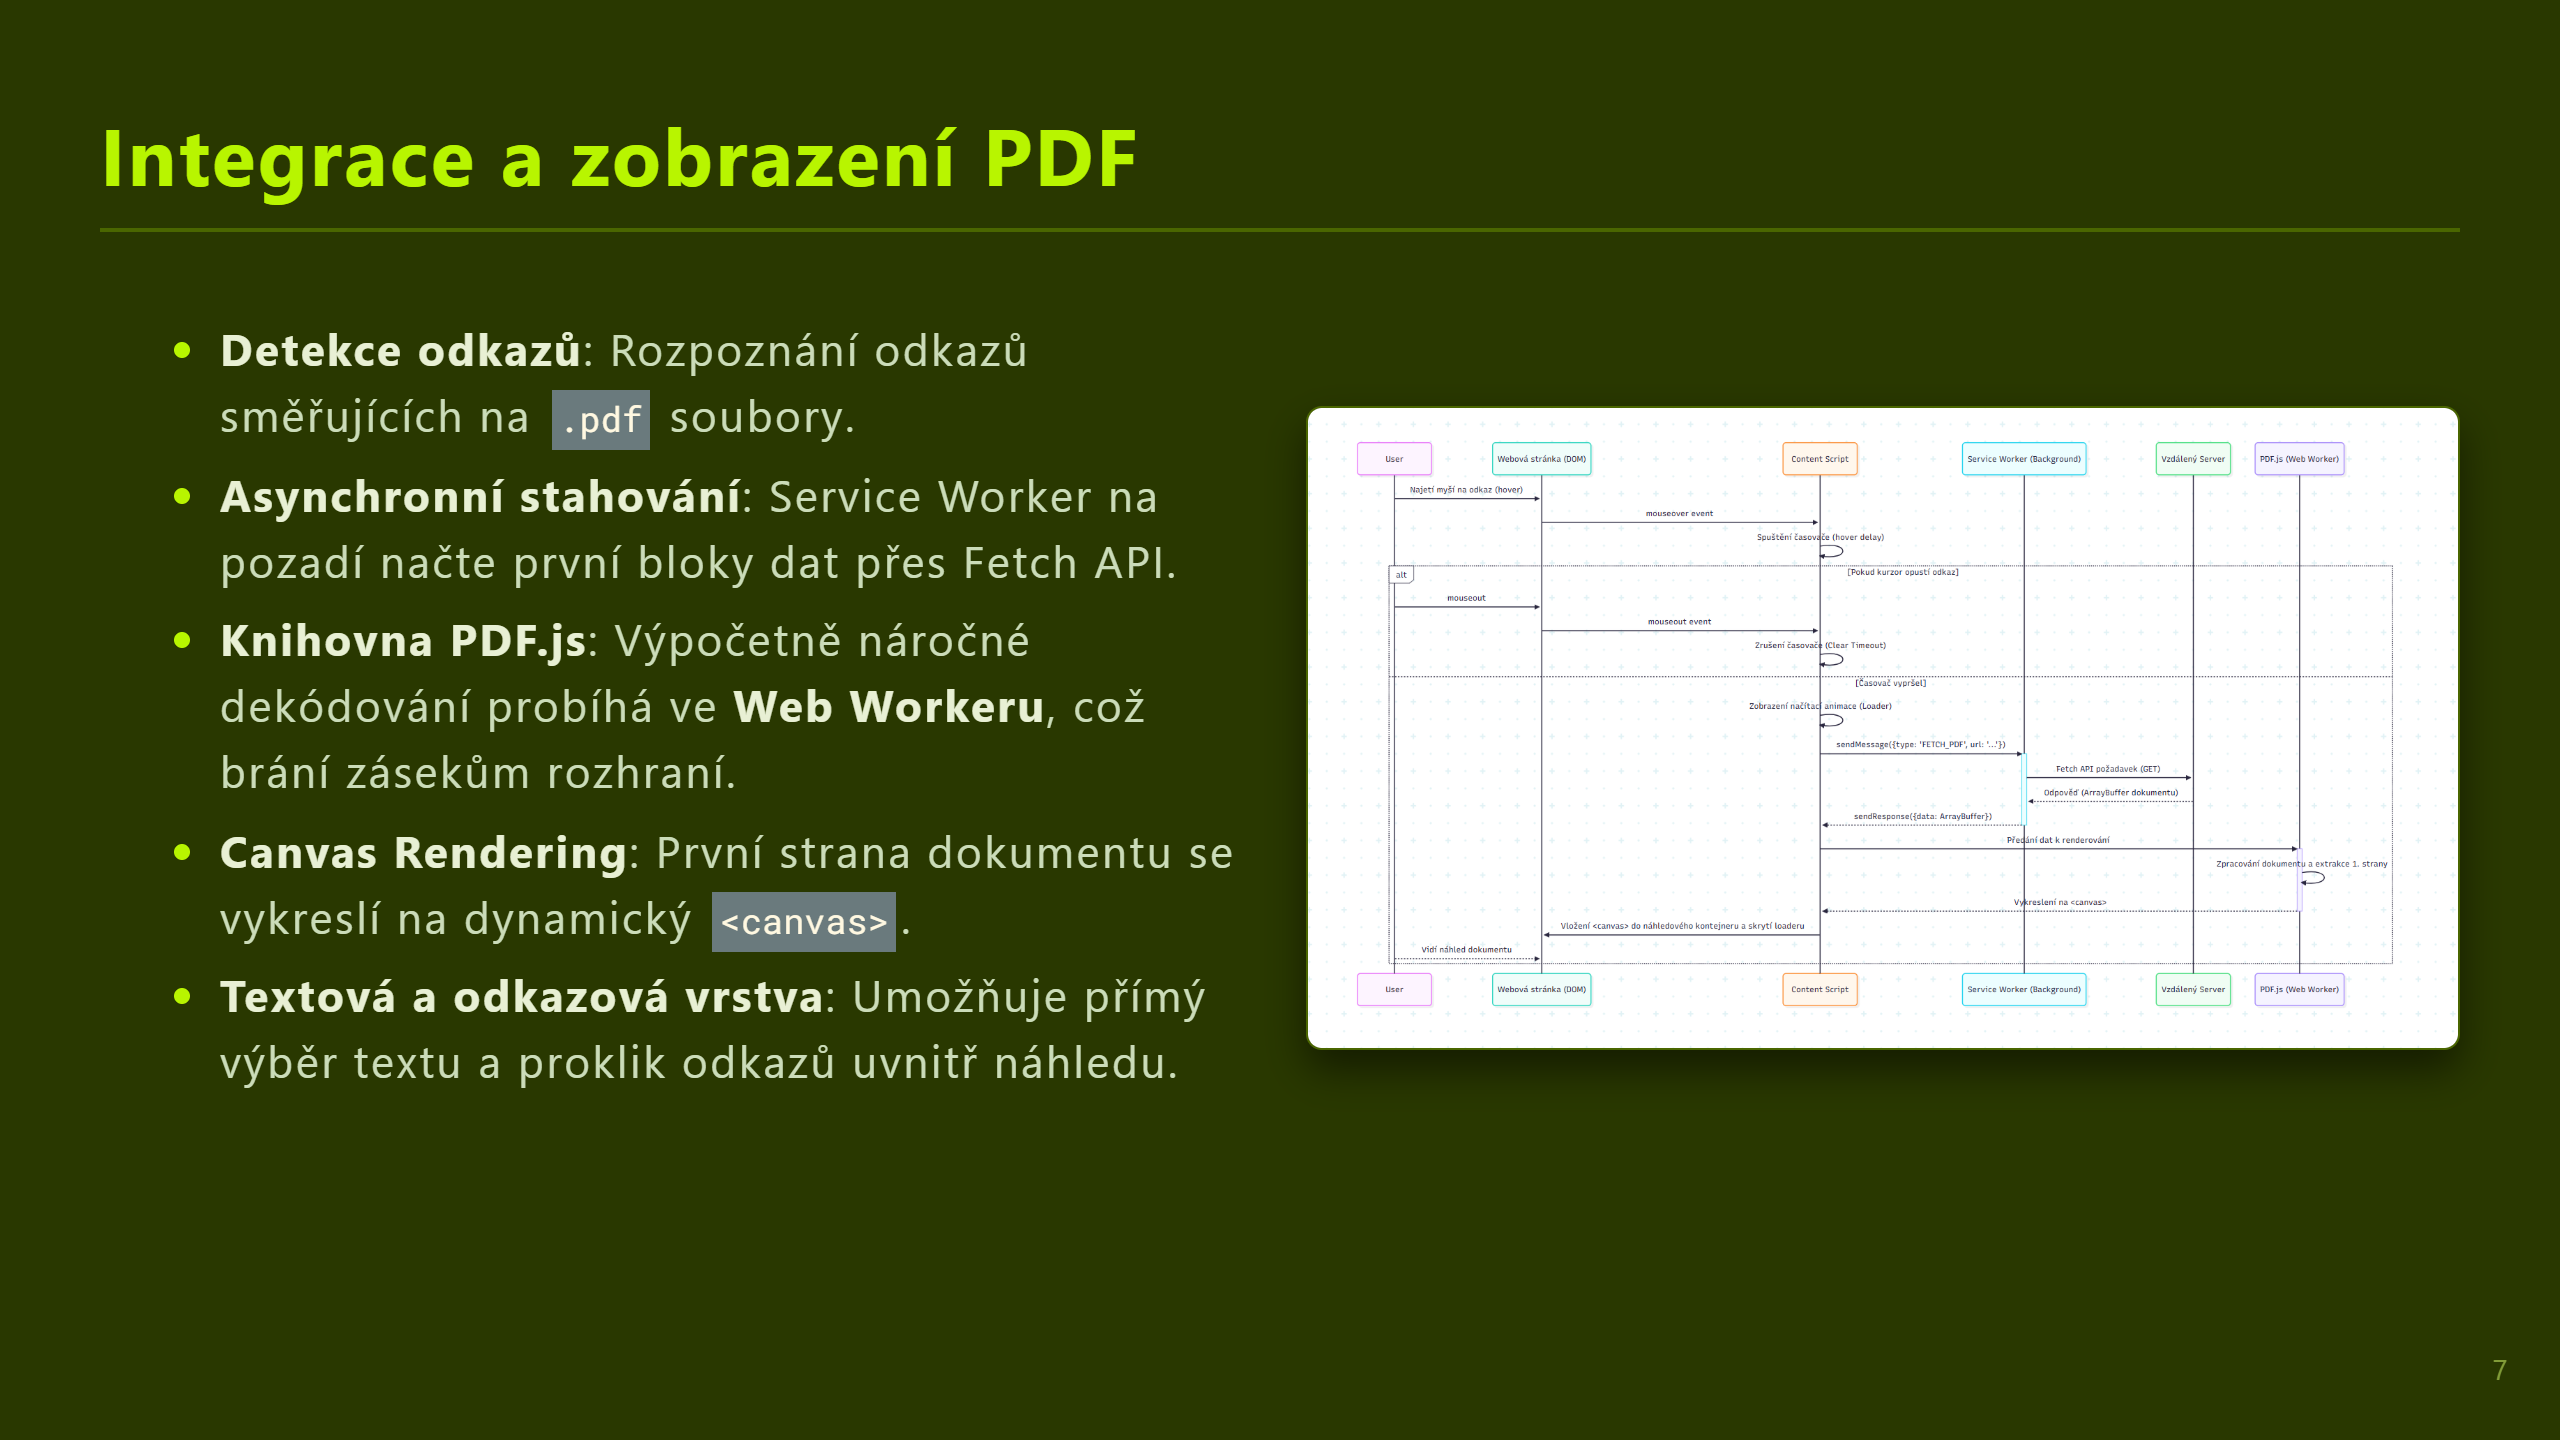 Integrace a zobrazení PDF
Detekce odkazů: Rozpoznání odkazů
směřujících na .pdf soubory.
Asynchronní stahování: Service Worker na
pozadí načte první bloky dat přes Fetch API.
Knihovna PDF.js: Výpočetně náročné
dekódování probíhá ve Web Workeru, což
brání zásekům rozhraní.
Canvas Rendering: První strana dokumentu se
vykreslí na dynamický <canvas>.
Textová a odkazová vrstva: Umožňuje přímý
výběr textu a proklik odkazů uvnitř náhledu.
User
Webová stránka (DOM)
Content Script
Service Worker (Background)
Vzdálený Server
PDF.js (Web Worker)
Najetí myší na odkaz (hover)
mouseover event
Spuštění časovače (hover delay)
alt
[Pokud kurzor opustí odkaz]
mouseout
mouseout event
Zrušení časovače (Clear Timeout)
[Časovač vypršel]
Zobrazení načítací animace (Loader)
sendMessage({type: 'FETCH_PDF', url: '...'})
Fetch API požadavek (GET)
Odpověď (ArrayBuffer dokumentu)
sendResponse({data: ArrayBuffer})
Předání dat k renderování
Zpracování dokumentu a extrakce 1. strany
Vykreslení na <canvas>
Vložení <canvas> do náhledového kontejneru a skrytí loaderu
Vidí náhled dokumentu
User
Webová stránka (DOM)
Content Script
Service Worker (Background)
Vzdálený Server
PDF.js (Web Worker)
7